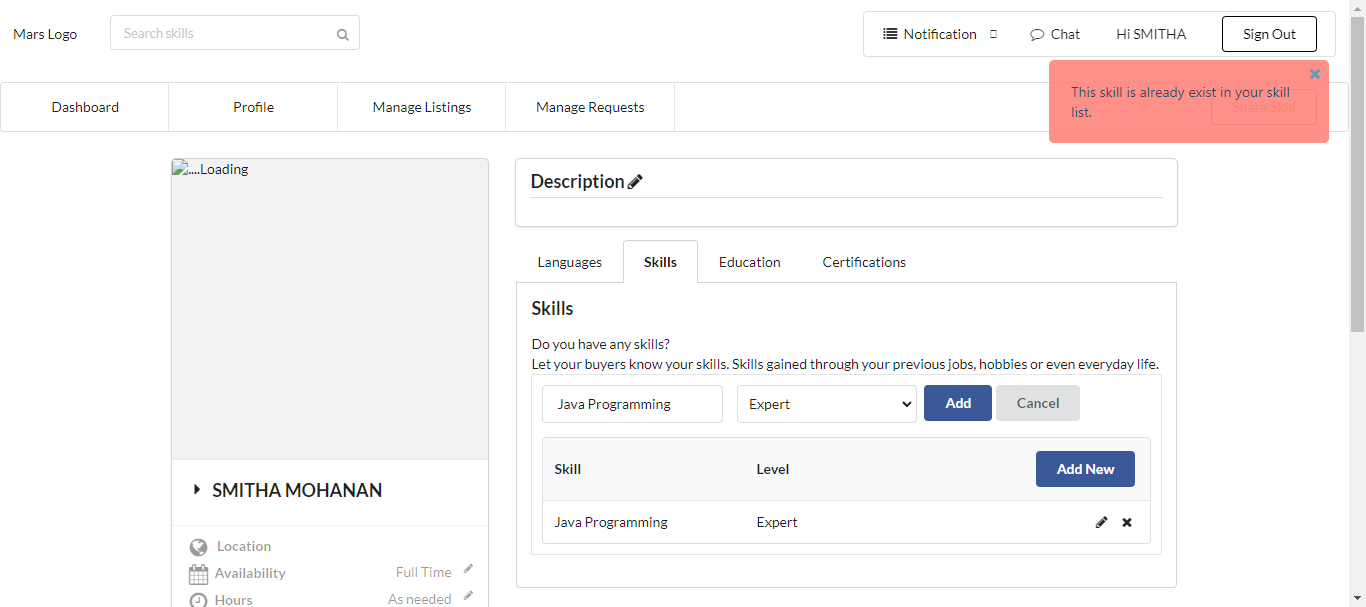 Mars Logo
Search skills
Notification
Chat
Hi SMITHA
Sign Out
Dashboard
Profile
Manage Listings
Manage Requests
Share Skill
This skill is already exist in your skill
list.
....Loading
Description
Languages
Skills
Education
Certifications
Skills
Do you have any skills?
Let your buyers know your skills. Skills gained through your previous jobs, hobbies or even everyday life.
Java Programming
Expert
Add
Cancel
Skill
Level
Add New
Java Programming
Expert
SMITHA MOHANAN
Location
Availability
Full Time
Hours
As needed